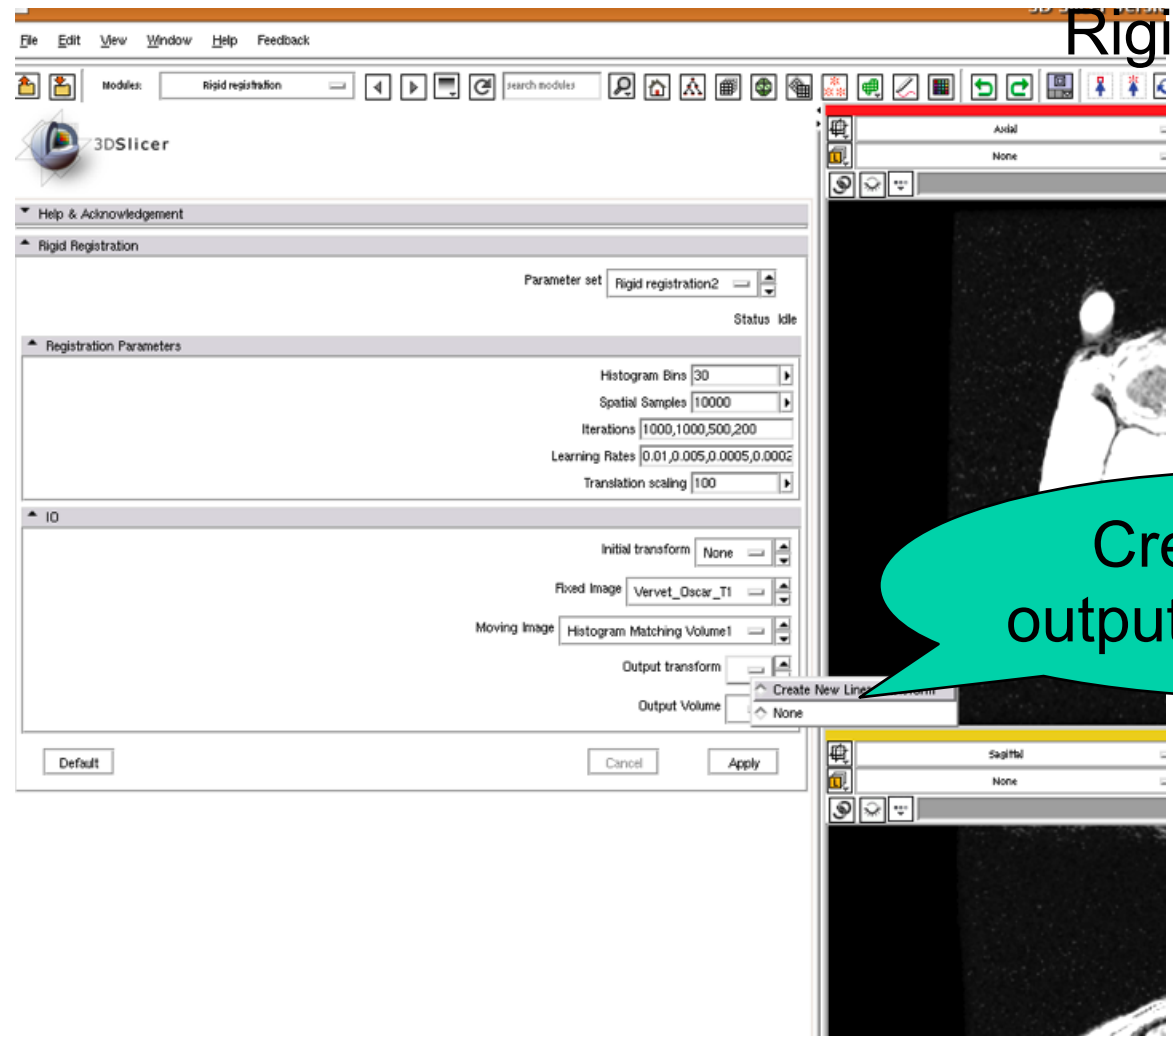 Rigi
File Edit View Window Help Feedback
Modules: Rigid registration search modules
3DSlicer
Help & Acknowledgement
Rigid Registration
Parameter set Rigid registration2
Status Idle
Registration Parameters
Histogram Bins 30
Spatial Samples 10000
Iterations 1000,1000,500,200
Learning Rates 0.01,0.005,0.0005,0.0002
Translation scaling 100
IO
Initial transform None
Fixed Image Vervet_Oscar_T1
Moving Image Histogram Matching Volume1
Output transform
Create New Line
Output Volume
None
Default Cancel Apply
Axial
None
Cre
output
Sagittal
None